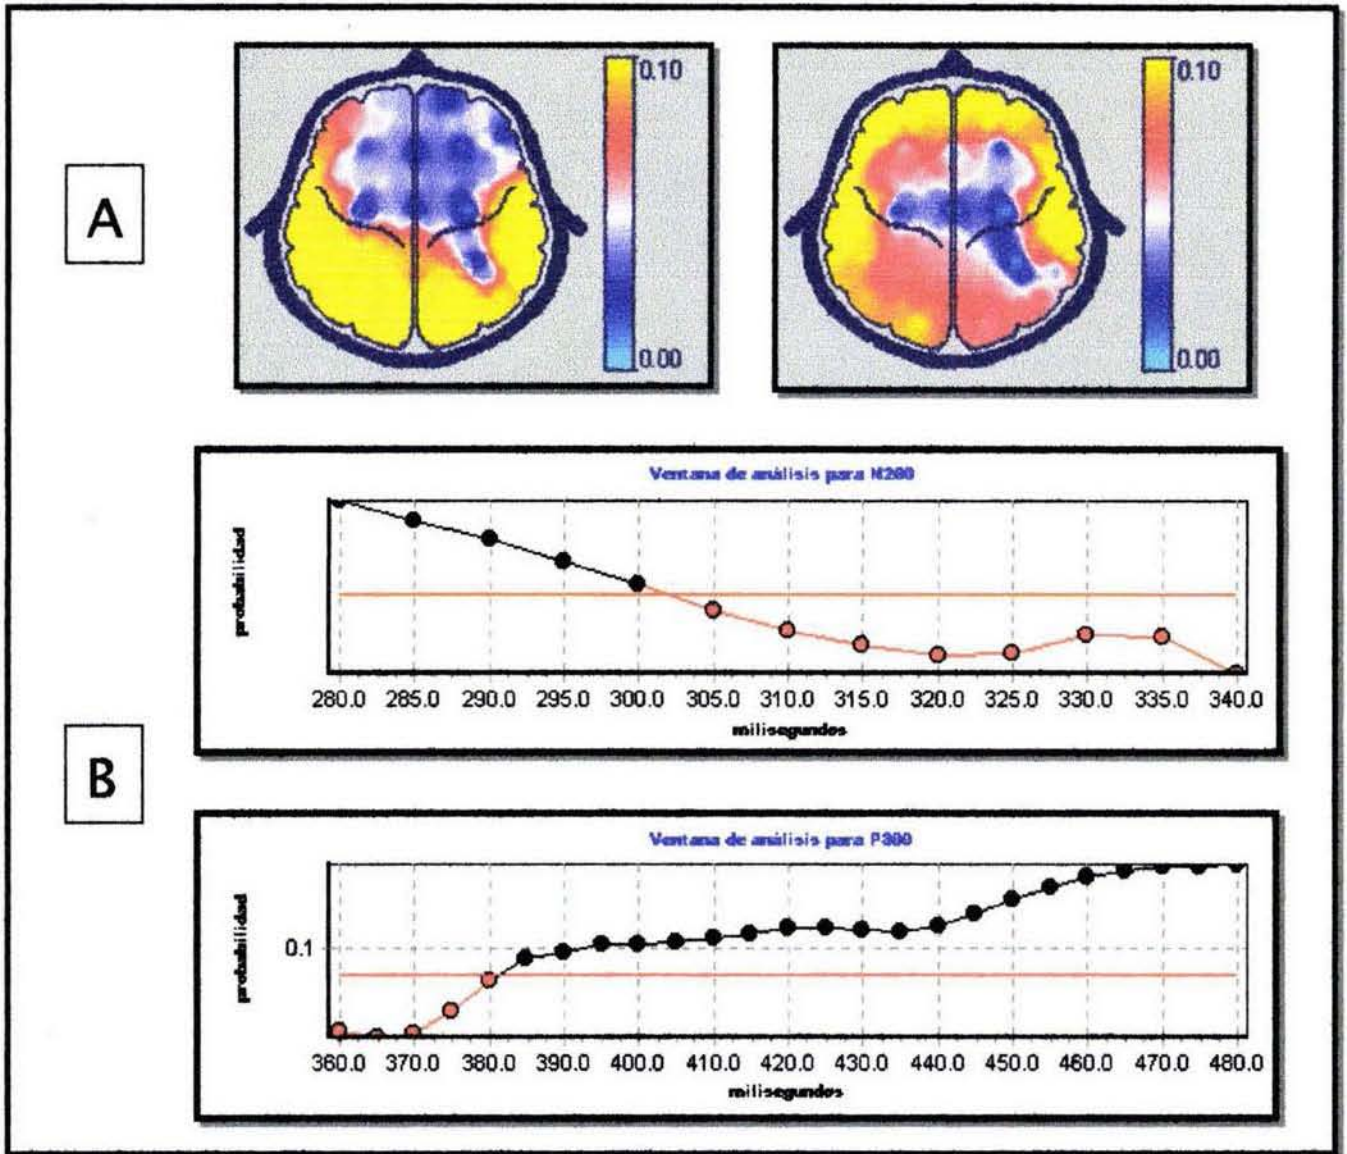 A
0.10
0.00
0.10
0.00
B
Ventana de análisis para N200
probabilidad
280.0 285.0 290.0 295.0 300.0 305.0 310.0 315.0 320.0 325.0 330.0 335.0 340.0
milisegundos
Ventana de análisis para P300
probabilidad
0.1
360.0 370.0 380.0 390.0 400.0 410.0 420.0 430.0 440.0 450.0 460.0 470.0 480.0
milisegundos